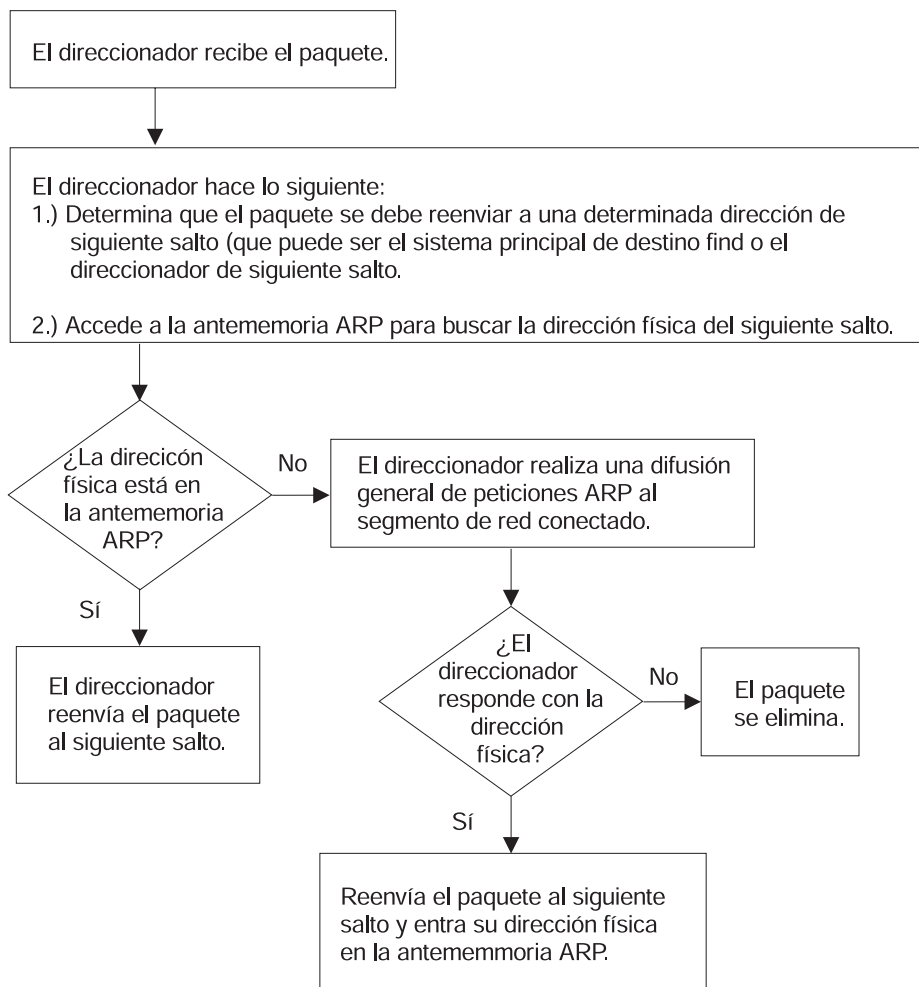 El direccionador recibe el paquete.
El direccionador hace lo siguiente:
1.) Determina que el paquete se debe reenviar a una determinada dirección de
siguiente salto (que puede ser el sistema principal de destino find o el
direccionador de siguiente salto.
2.) Accede a la antememoria ARP para buscar la dirección física del siguiente salto.
¿La direcicón
física está en
la antememoria
ARP?
No
El direccionador realiza una difusión
general de peticiones ARP al
segmento de red conectado.
Sí
El direccionador
reenvía el paquete
al siguiente salto.
¿El
direccionador
responde con la
dirección
física?
No
El paquete
se elimina.
Sí
Reenvía el paquete al siguiente
salto y entra su dirección física
en la antememmoria ARP.